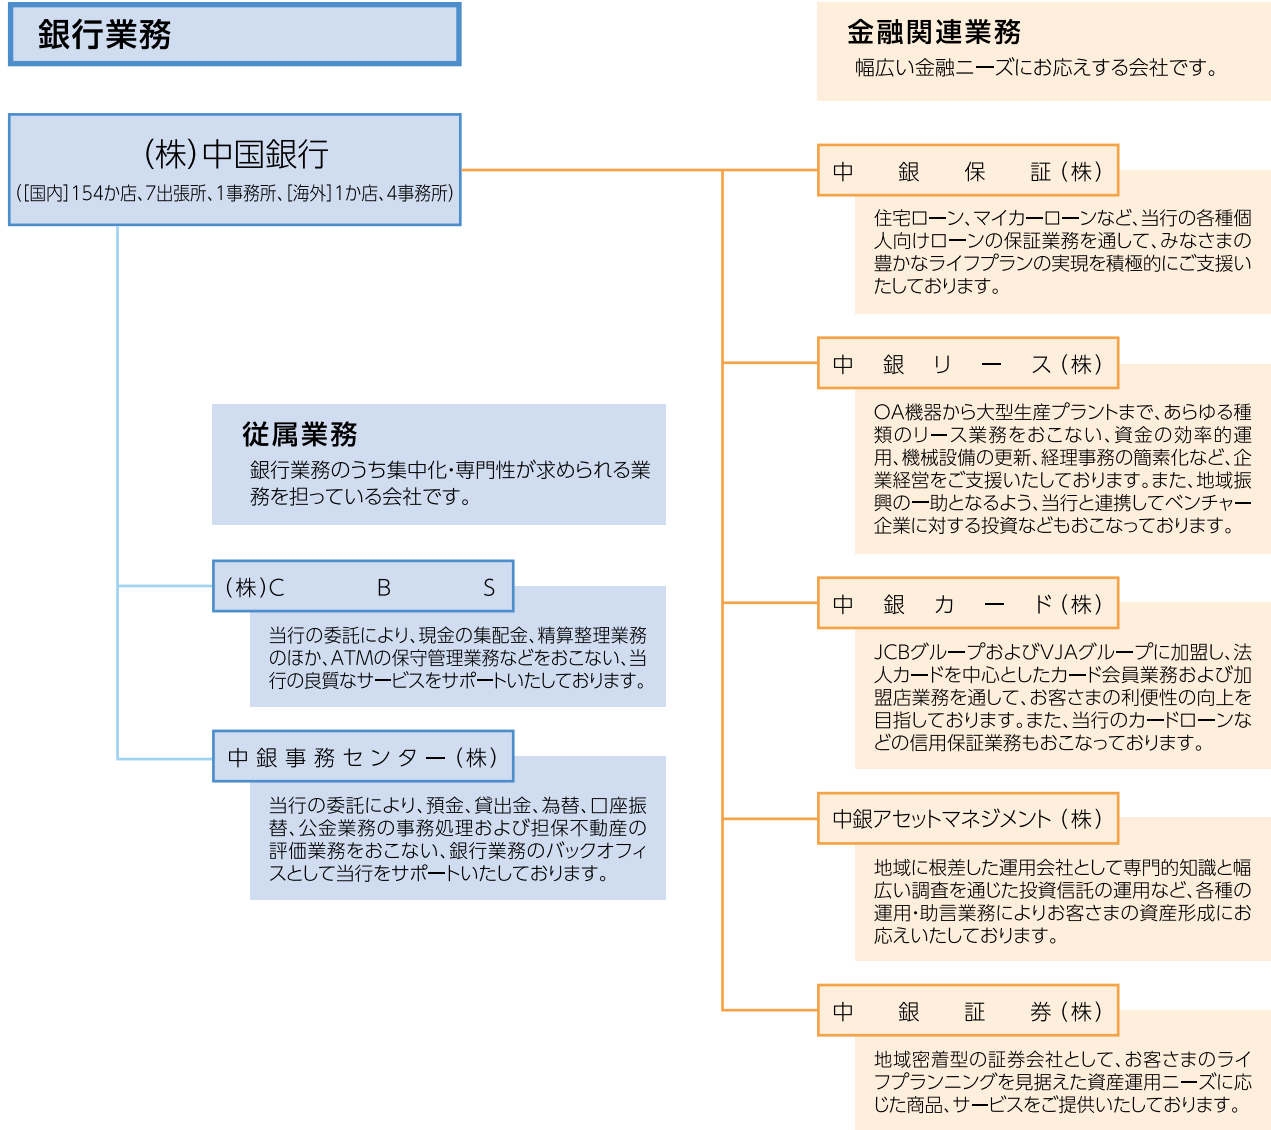 銀行業務
(株)中国銀行
([国内]154か店、7出張所、1事務所、[海外]1か店、4事務所)
従属業務
銀行業務のうち集中化・専門性が求められる業
務を担っている会社です。
(株)CBS
当行の委託により、現金の集配金、精算整理業務
のほか、ATMの保守管理業務などをおこない、当
行の良質なサービスをサポートいたしております。
中銀事務センター(株)
当行の委託により、預金、貸出金、為替、口座振
替、公金業務の事務処理および担保不動産の
評価業務をおこない、銀行業務のバックオフィ
スとして当行をサポートいたしております。
金融関連業務
幅広い金融ニーズにお応えする会社です。
中銀保証(株)
住宅ローン、マイカーローンなど、当行の各種個
人向けローンの保証業務を通して、みなさまの
豊かなライフプランの実現を積極的にご支援い
たしております。
中銀リース(株)
OA機器から大型生産プラントまで、あらゆる種
類のリース業務をおこない、資金の効率的運
用、機械設備の更新、経理事務の簡素化など、企
業経営をご支援いたしております。また、地域振
興の一助となるよう、当行と連携してベンチャー
企業に対する投資などもおこなっております。
中銀カード(株)
JCBグループおよびVJAグループに加盟し、法
人カードを中心としたカード会員業務および加
盟店業務を通して、お客さまの利便性の向上を
目指しております。また、当行のカードローンな
どの信用保証業務もおこなっております。
中銀アセットマネジメント(株)
地域に根差した運用会社として専門的知識と幅
広い調査を通じた投資信託の運用など、各種の
運用・助言業務によりお客さまの資産形成にお
応えいたしております。
中銀証券(株)
地域密着型の証券会社として、お客さまのライ
フプランニングを見据えた資産運用ニーズに応
じた商品、サービスをご提供いたしております。